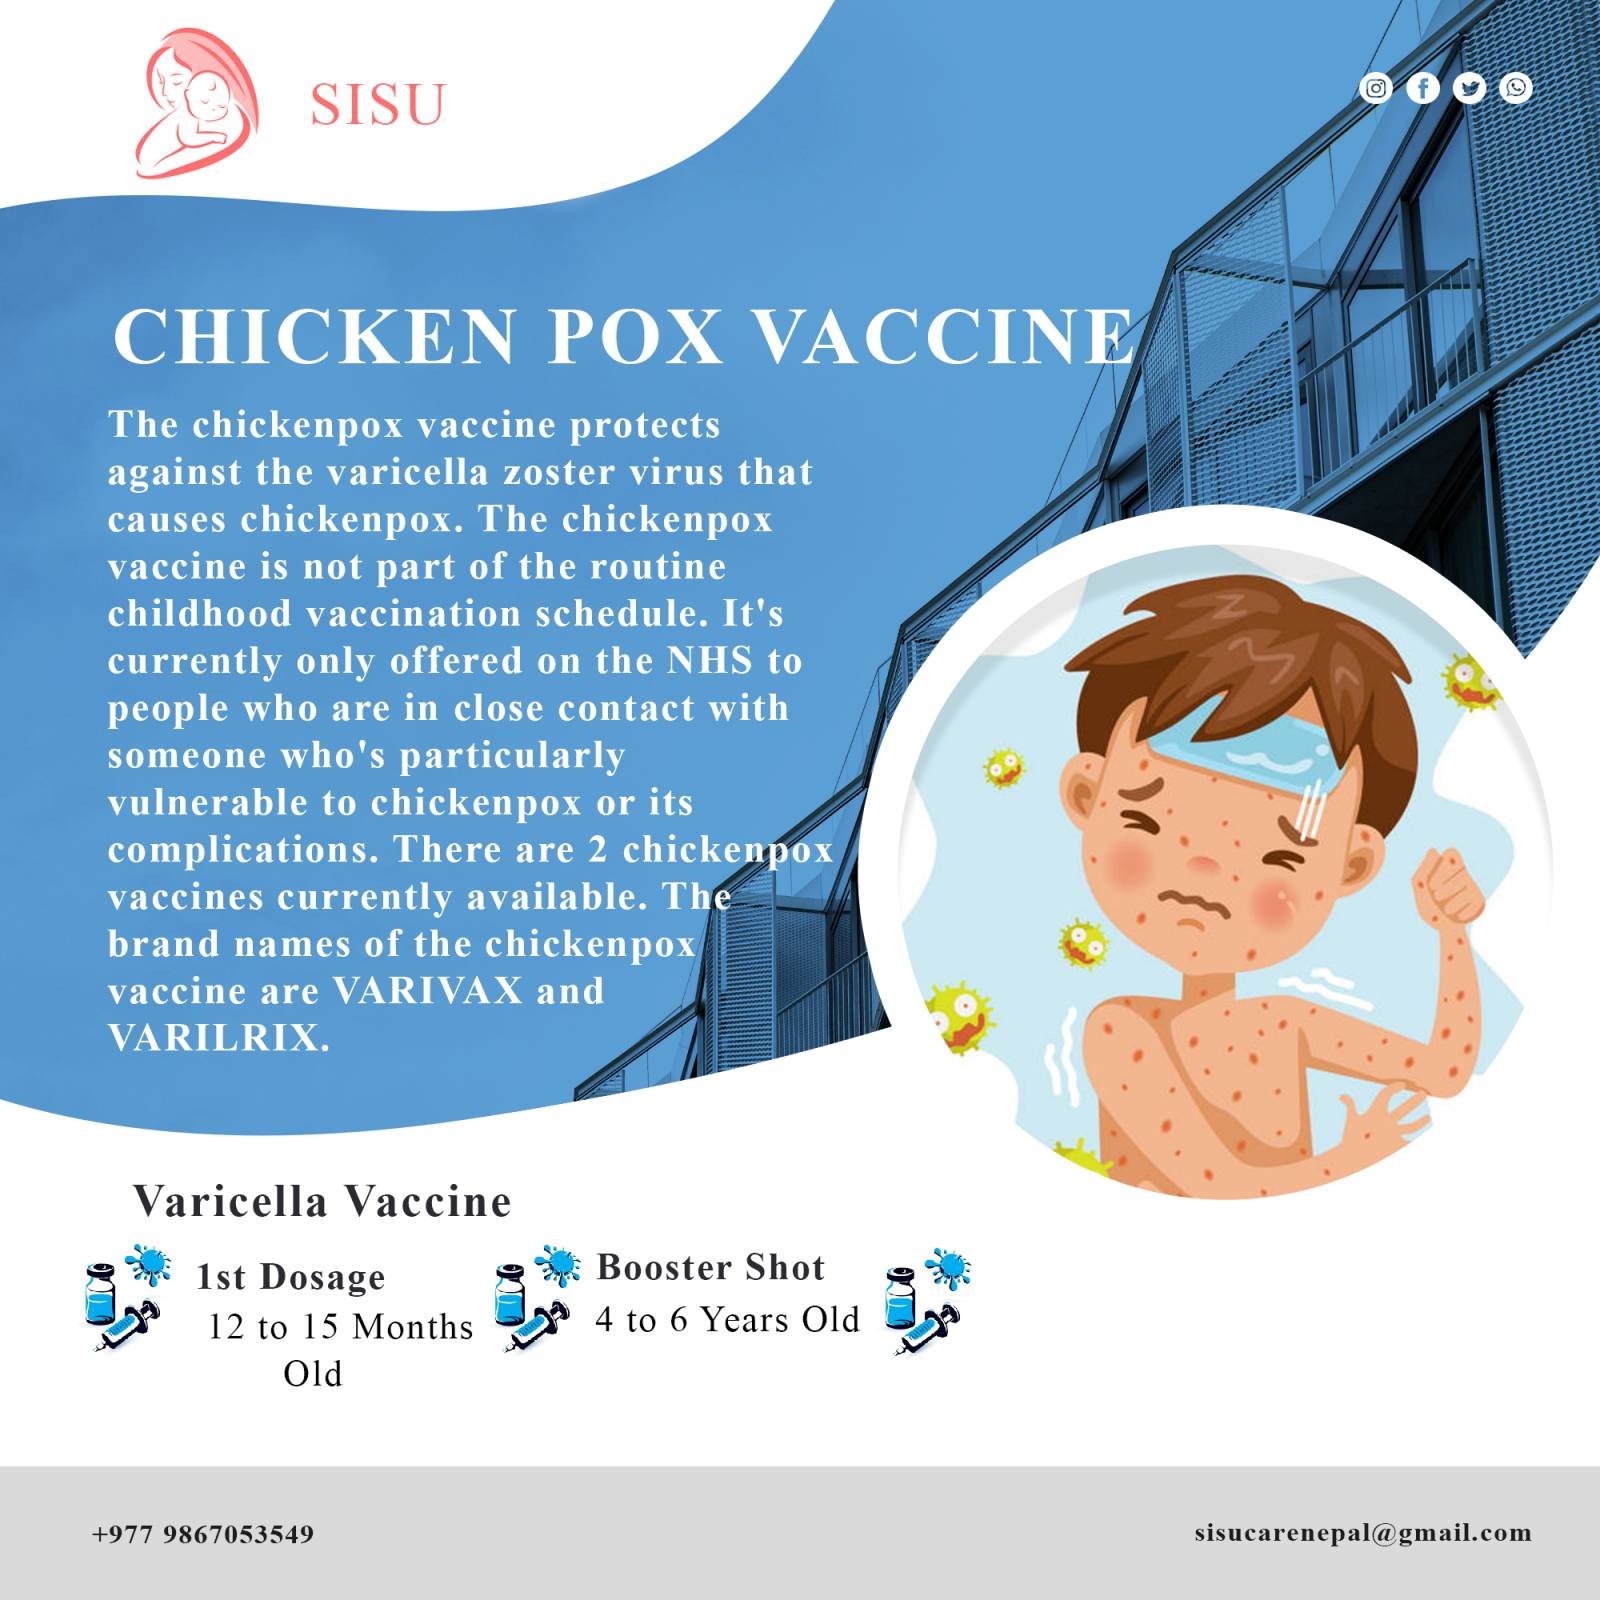 SISU
CHICKEN POX VACCINE
The chickenpox vaccine protects
against the varicella zoster virus that
causes chickenpox. The chickenpox
vaccine is not part of the routine
childhood vaccination schedule. It's
currently only offered on the NHS to
people who are in close contact with
someone who's particularly
vulnerable to chickenpox or its
complications. There are 2 chickenpox
vaccines currently available. The
brand names of the chickenpox
vaccine are VARIVAX and
VARILRIX.
Varicella Vaccine
1st Dosage
12 to 15 Months
Old
Booster Shot
4 to 6 Years Old
+977 9867053549
sisucarenepal@gmail.com